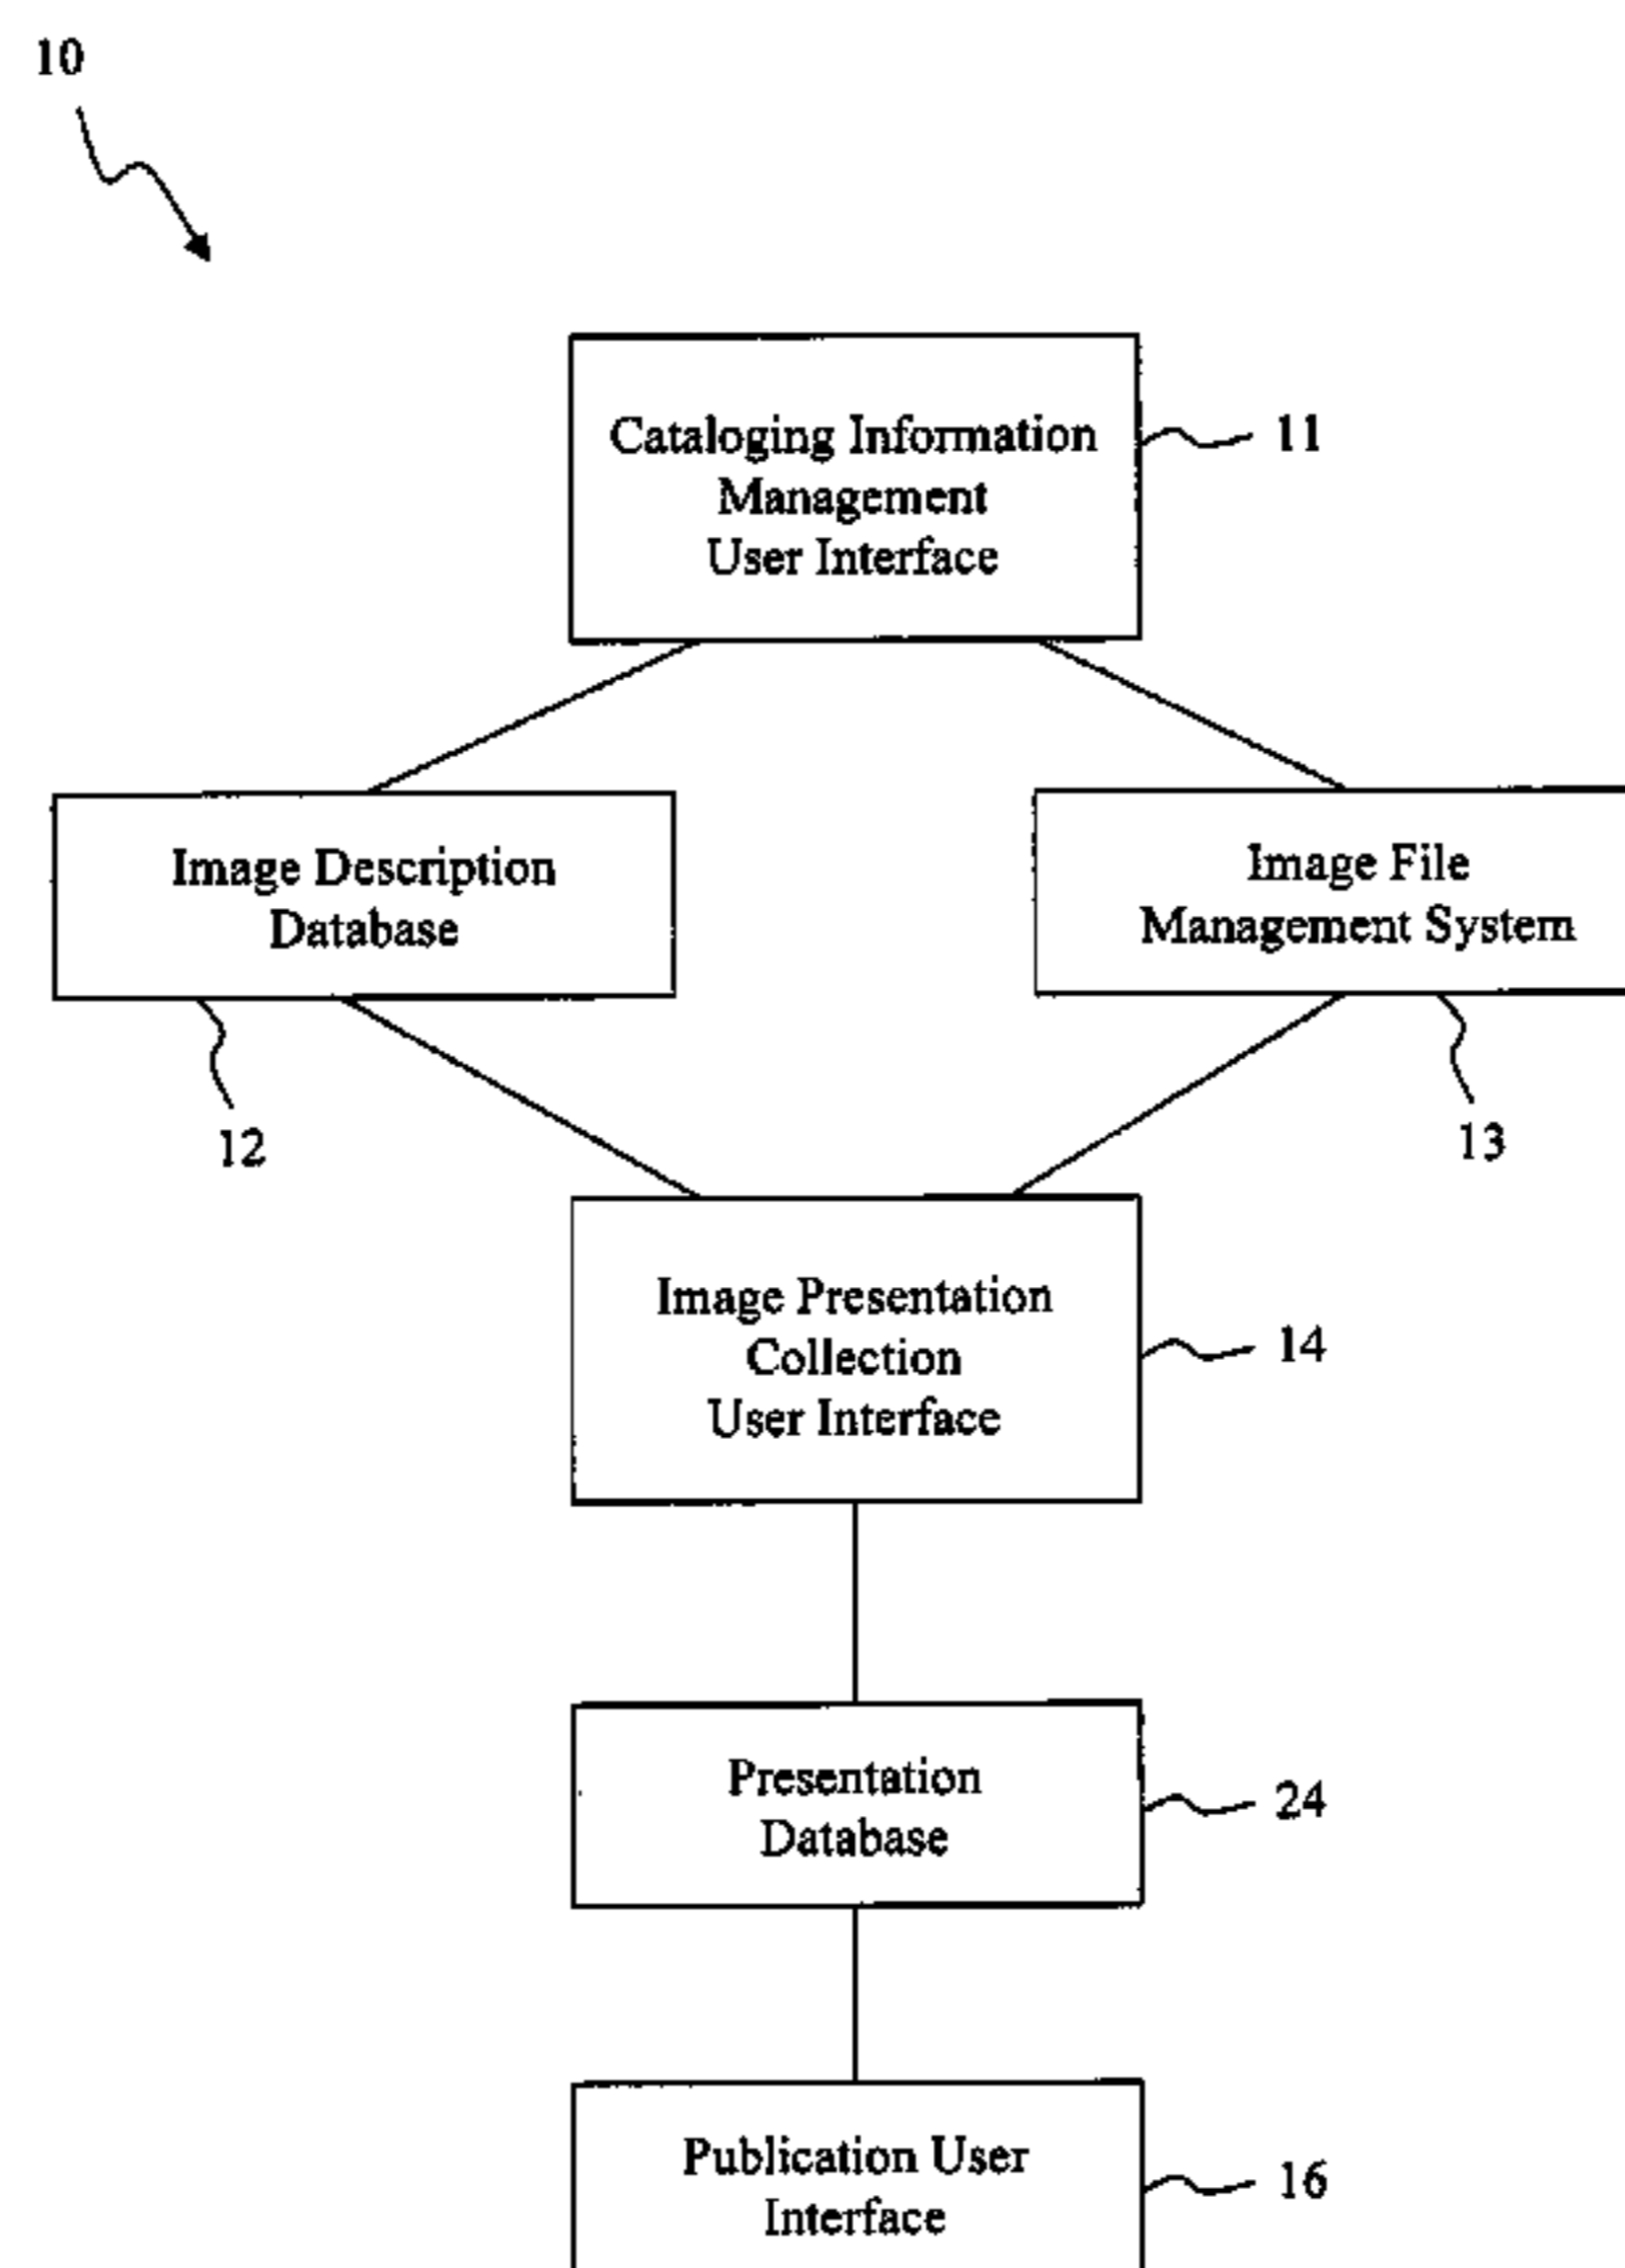 10
Cataloging Information
Management
User Interface
11
Image Description
Database
Image File
Management System
12
13
Image Presentation
Collection
User Interface
14
Presentation
Database
24
Publication User
Interface
16